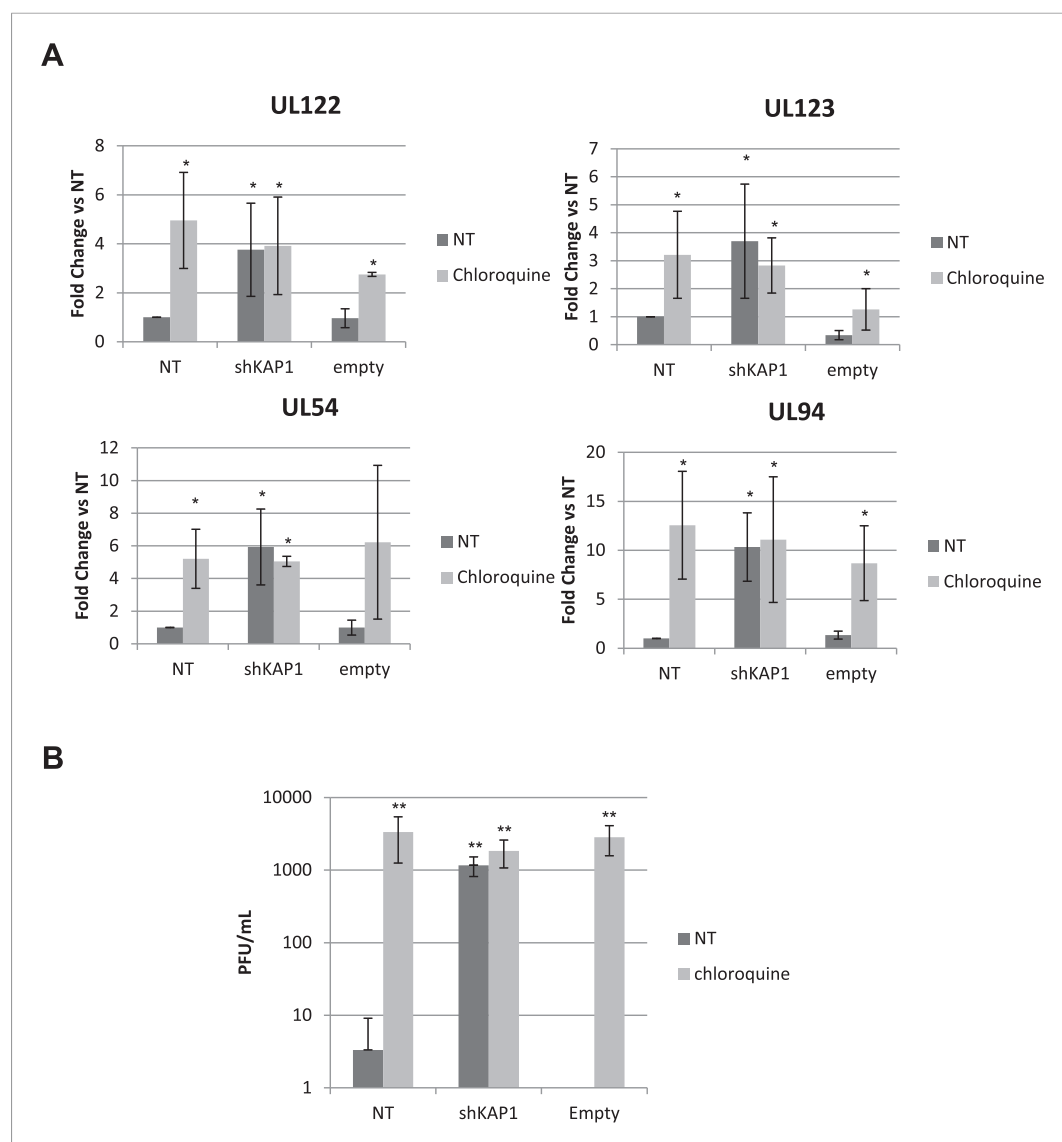 A
UL122
Fold Change vs NT
8
6
4
2
0
*
* *
*
NT shKAP1 empty
NT
Chloroquine
UL123
Fold Change vs NT
7
6
5
4
3
2
1
0
*
*
*
*
NT shKAP1 empty
NT
Chloroquine
UL54
Fold Change vs NT
12
10
8
6
4
2
0
*
*
*
NT shKAP1 empty
NT
Chloroquine
UL94
Fold Change vs NT
20
15
10
5
0
*
*
*
*
NT shKAP1 empty
NT
Chloroquine
B
PFU/mL
10000
1000
100
10
1
**
**
**
**
NT shKAP1 Empty
NT
chloroquine